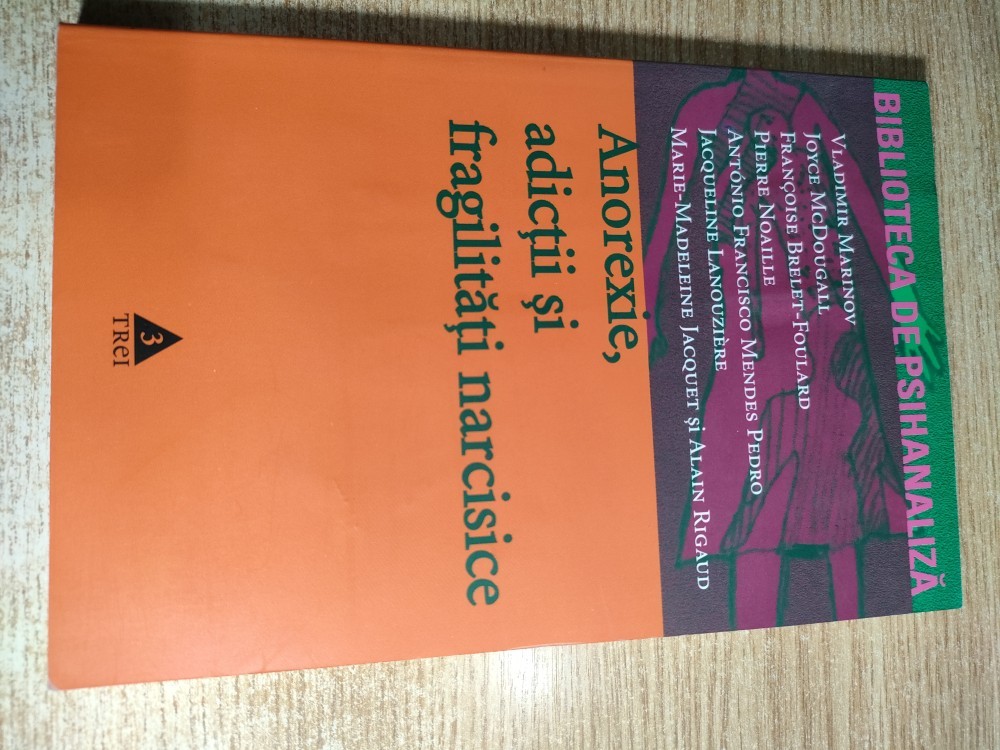 BIBLIOTECA DE PSIHANALIZĂ
VLADIMIR MARINOV
JOYCE MCDOUGALL
FRANÇOISE BRELET-FOULARD
PIERRE NOAILLE
ANTÓNIO FRANCISCO MENDES PEDRO
JACQUELINE LANOUZIÈRE
MARIE-MADELEINE JACQUET şi ALAIN RIGAUD
Anorexie,
adicţii şi
fragilităţi narcisice
3
TReI